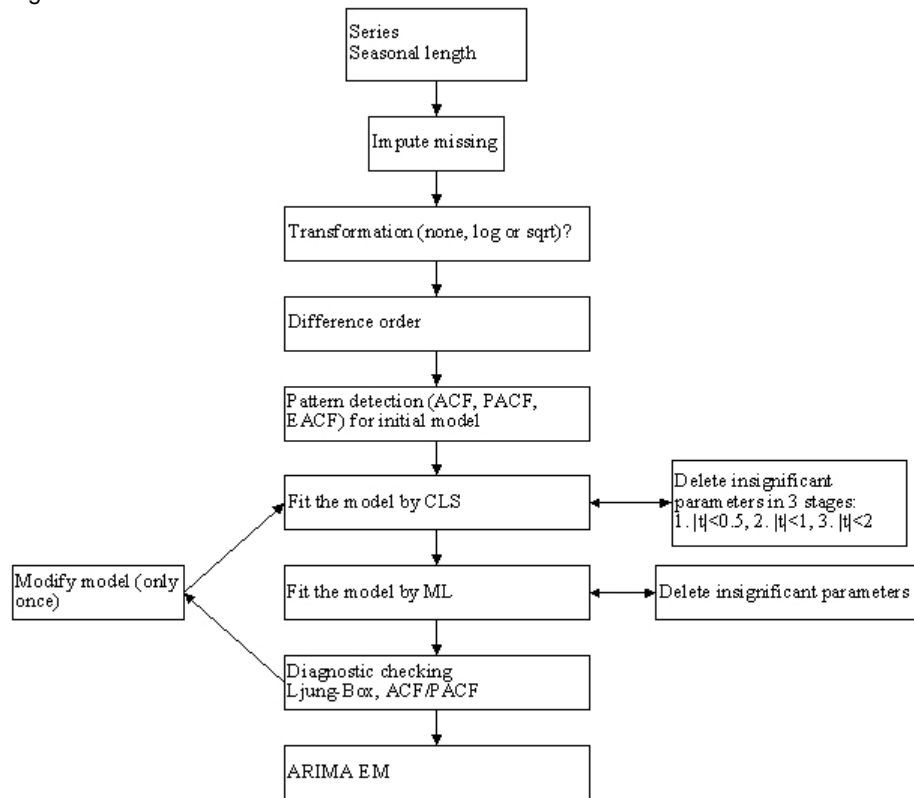 Series
Seasonal length
Impute missing
Transformation (none, log or sqrt)?
Difference order
Pattern detection (ACF, PACF,
EACF) for initial model
Fit the model by CLS
Delete insignificant
parameters in 3 stages:
1. |t|<0.5, 2. |t|<1, 3. |t|<2
Modify model (only
once)
Fit the model by ML
Delete insignificant parameters
Diagnostic checking
Ljung-Box, ACF/PACF
ARIMA EM